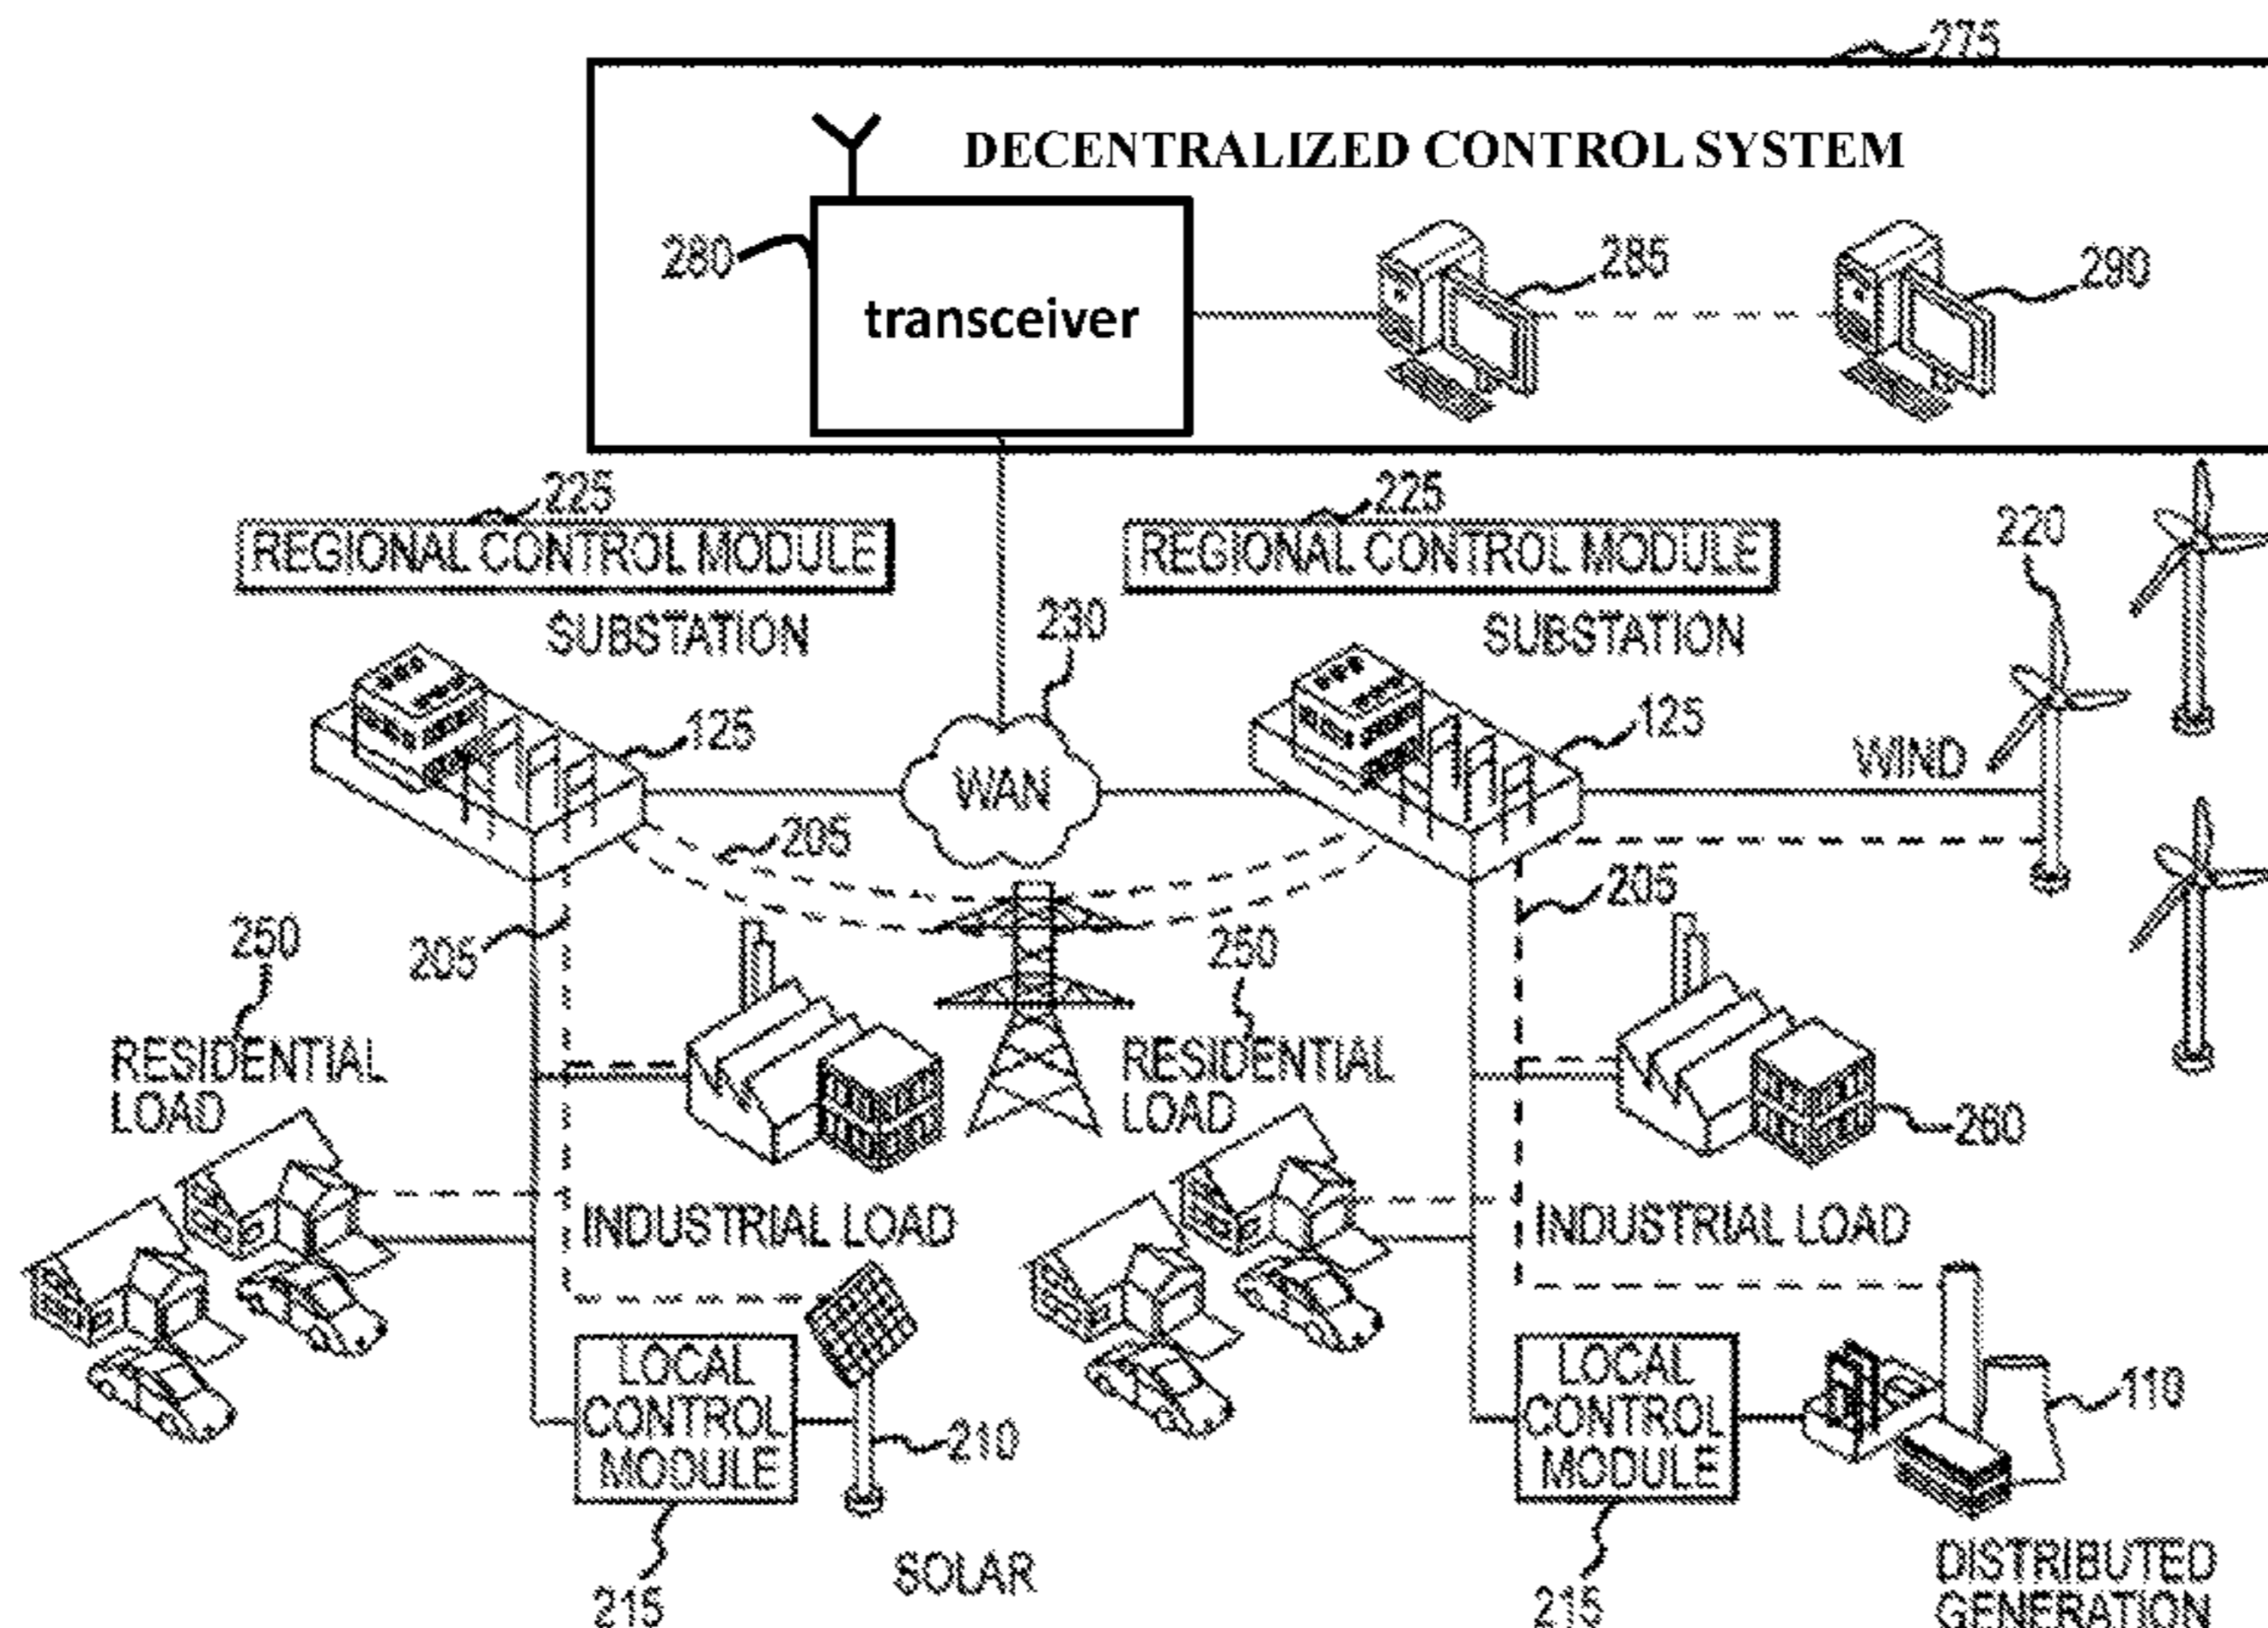 275
DECENTRALIZED CONTROL SYSTEM
280
transceiver
285
290
225
REGIONAL CONTROL MODULE
SUBSTATION
225
REGIONAL CONTROL MODULE
SUBSTATION
220
230
125
WAN
125
WIND
205
205
205
250
RESIDENTIAL
LOAD
250
RESIDENTIAL
LOAD
260
INDUSTRIAL LOAD
INDUSTRIAL LOAD
LOCAL
CONTROL
MODULE
210
215
SOLAR
LOCAL
CONTROL
MODULE
110
215
DISTRIBUTED
GENERATION